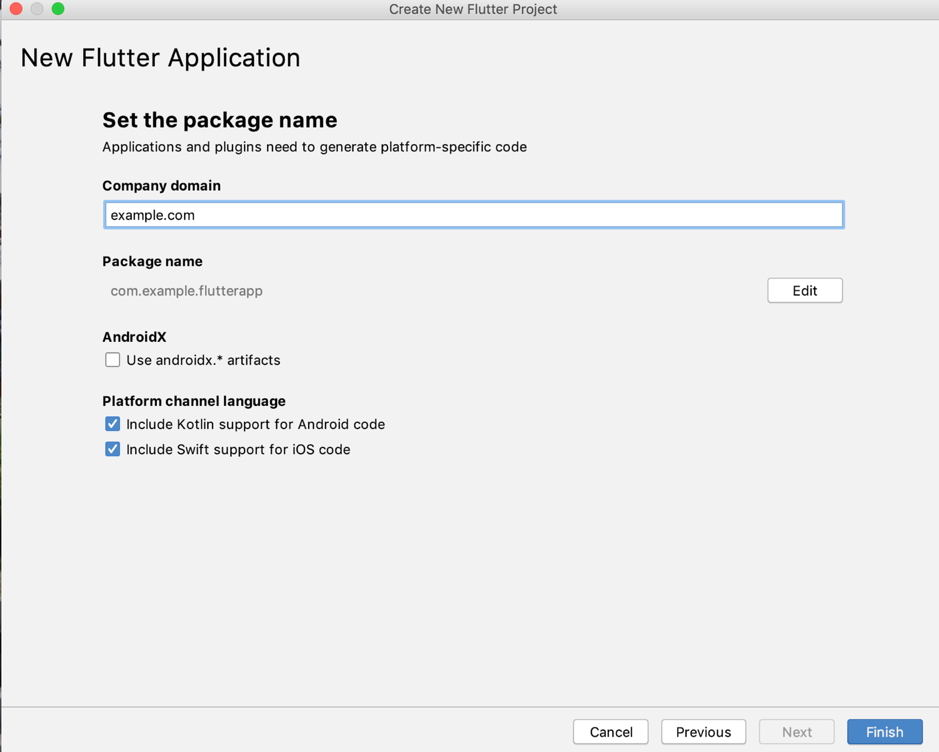 Create New Flutter Project
New Flutter Application
Set the package name
Applications and plugins need to generate platform-specific code
Company domain
example.com
Package name
com.example.flutterapp
Edit
AndroidX
Use androidx.* artifacts
Platform channel language
Include Kotlin support for Android code
Include Swift support for iOS code
Cancel Previous Next Finish